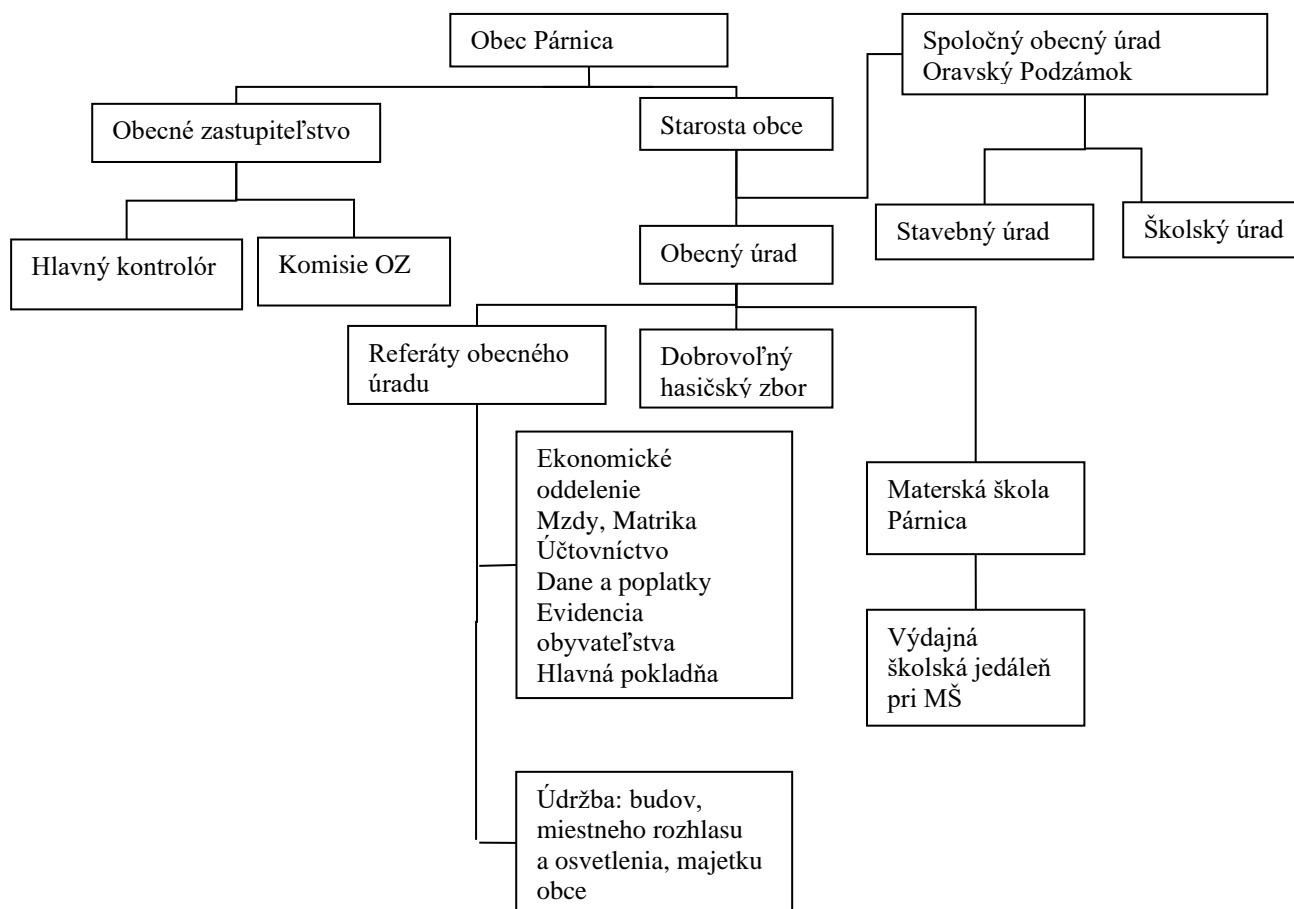 Obec Párnica
Spoločný obecný úrad
Oravský Podzámok
Obecné zastupiteľstvo
Starosta obce
Stavebný úrad
Školský úrad
Hlavný kontrolór
Komisie OZ
Obecný úrad
Referáty obecného
úradu
Dobrovoľný
hasičský zbor
Ekonomické
oddelenie
Mzdy, Matrika
Účtovníctvo
Dane a poplatky
Evidencia
obyvateľstva
Hlavná pokladňa
Materská škola
Párnica
Výdajná
školská jedáleň
pri MŠ
Údržba: budov,
miestneho rozhlasu
a osvetlenia, majetku
obce